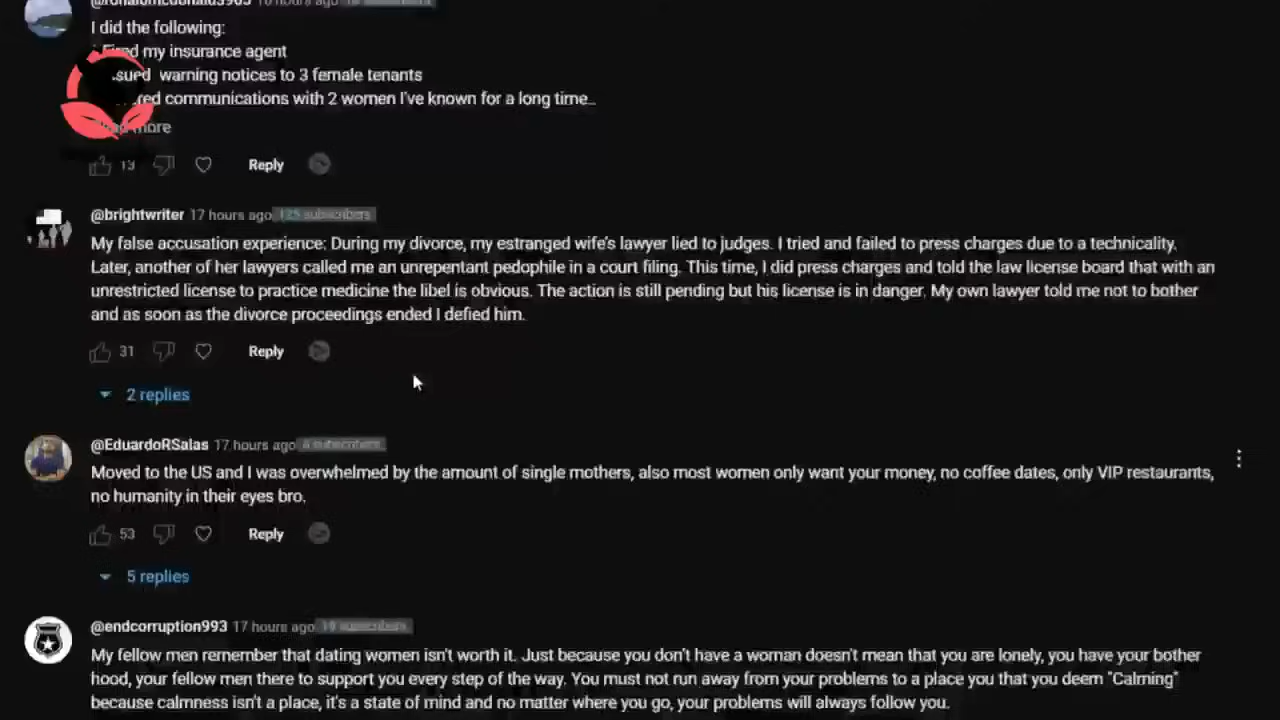 I did the following:
my insurance agent
warning notices to 3 female tenants
communications with 2 women I've known for a long time...
more
13 Reply
@brightwriter 17 hours ago 125 subscribers
My false accusation experience: During my divorce, my estranged wife's lawyer lied to judges. I tried and failed to press charges due to a technicality.
Later, another of her lawyers called me an unrepentant pedophile in a court filing. This time, I did press charges and told the law license board that with an
unrestricted license to practice medicine the libel is obvious. The action is still pending but his license is in danger. My own lawyer told me not to bother
and as soon as the divorce proceedings ended I defied him.
31 Reply
2 replies
@EduardoRSalas 17 hours ago subscribers
Moved to the US and I was overwhelmed by the amount of single mothers, also most women only want your money, no coffee dates, only VIP restaurants,
no humanity in their eyes bro.
53 Reply
5 replies
@endcorruption993 17 hours ago 19 subscribers
My fellow men remember that dating women isn't worth it. Just because you don't have a woman doesn't mean that you are lonely, you have your bother
hood, your fellow men there to support you every step of the way. You must not run away from your problems to a place you that you deem "Calming"
because calmness isn't a place, it's a state of mind and no matter where you go, your problems will always follow you.